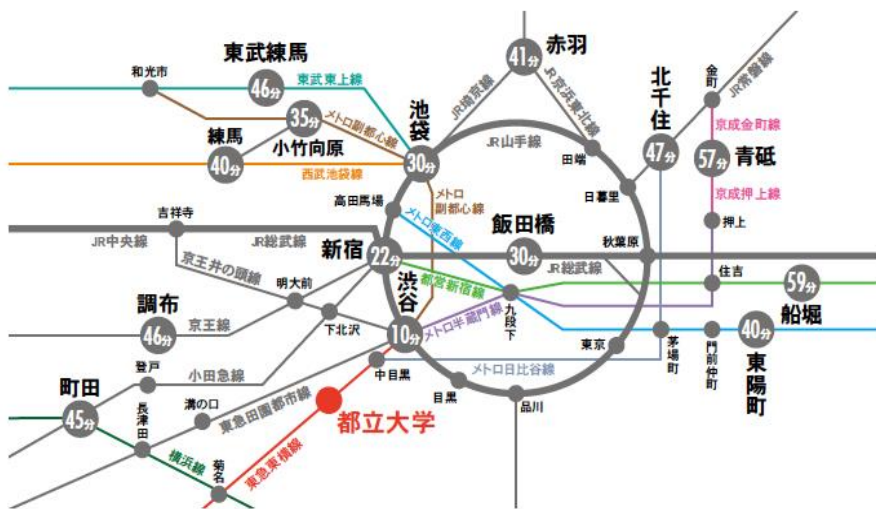 赤羽
41分
東武練馬
和光市
46分
東武東上線
JR埼京線
JR京浜東北線
北千住
金町
JR常磐線
35分
メトロ副都心線
池袋
JR山手線
京成金町線
練馬
小竹向原
40分
30分
田端
47分
57分
青砥
西武池袋線
メトロ
副都心線
日暮里
京成押上線
高田馬場
吉祥寺
メトロ東西線
飯田橋
押上
JR中央線
JR総武線
新宿
22分
30分
秋葉原
京王井の頭線
JR総武線
住吉
59分
明大前
渋谷
都営新宿線
船堀
調布
46分
京王線
下北沢
10分
メトロ半蔵門線
九段下
東京
茅場町
門前仲町
40分
東陽町
登戸
小田急線
中目黒
メトロ日比谷線
町田
45分
溝の口
東急田園都市線
目黒
品川
長津田
都立大学
横浜線
菊名
東急東横線